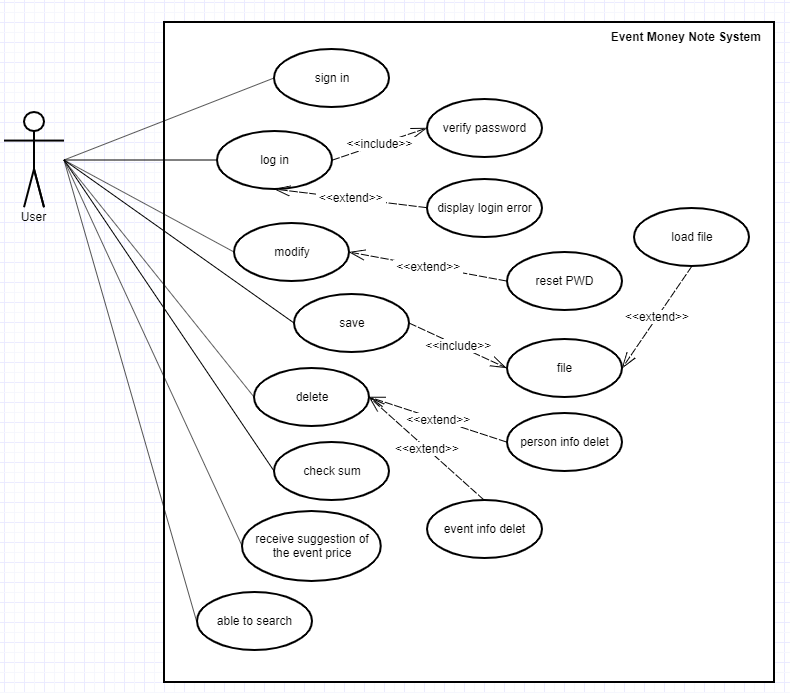 Event Money Note System
sign in
verify password
<<include>>
log in
User
<<extend>>
display login error
load file
modify
<<extend>>
reset PWD
save
<<extend>>
<<include>>
file
delete
<<extend>>
person info delet
<<extend>>
check sum
event info delet
receive suggestion of
the event price
able to search